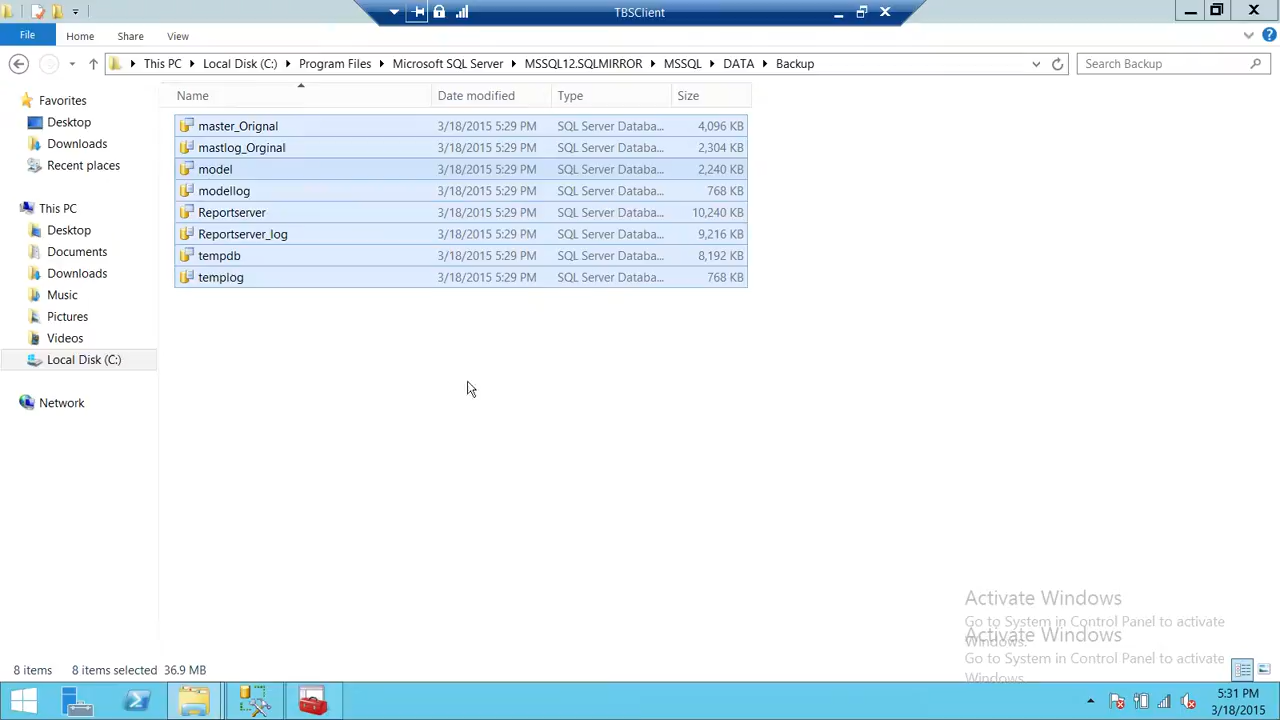 TBSClient
File Home Share View
This PC Local Disk (C:) Program Files Microsoft SQL Server MSSQL12.SQLMIRROR MSSQL DATA Backup
Search Backup
Name Date modified Type Size
Favorites
Desktop
Downloads
Recent places
This PC
Desktop
Documents
Downloads
Music
Pictures
Videos
Local Disk (C:)
Network
master_Orignal 3/18/2015 5:29 PM SQL Server Databa... 4,096 KB
mastlog_Orginal 3/18/2015 5:29 PM SQL Server Databa... 2,304 KB
model 3/18/2015 5:29 PM SQL Server Databa... 2,240 KB
modellog 3/18/2015 5:29 PM SQL Server Databa... 768 KB
Reportserver 3/18/2015 5:29 PM SQL Server Databa... 10,240 KB
Reportserver_log 3/18/2015 5:29 PM SQL Server Databa... 9,216 KB
tempdb 3/18/2015 5:29 PM SQL Server Databa... 8,192 KB
templog 3/18/2015 5:29 PM SQL Server Databa... 768 KB
Activate Windows
Go to System in Control Panel to activate
Windows.
Activate Windows
Go to System in Control Panel to activate
Windows.
8 items 8 items selected 36.9 MB
5:31 PM
3/18/2015